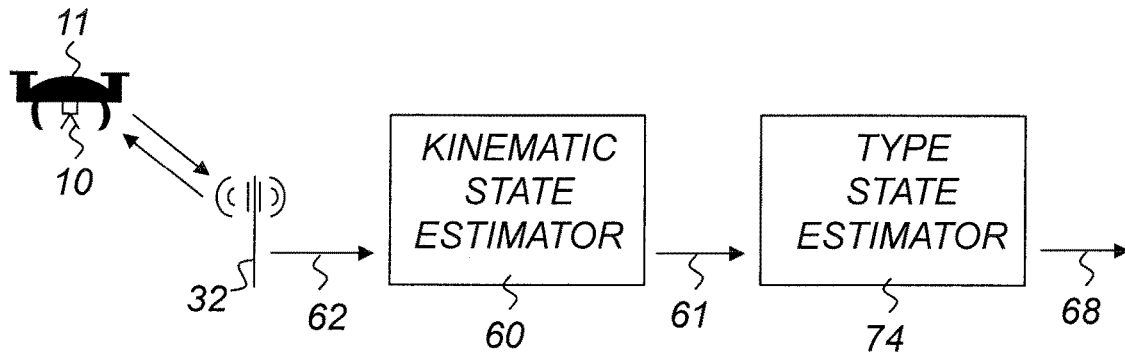 11
10
32
62
KINEMATIC
STATE
ESTIMATOR
60
61
TYPE
STATE
ESTIMATOR
74
68